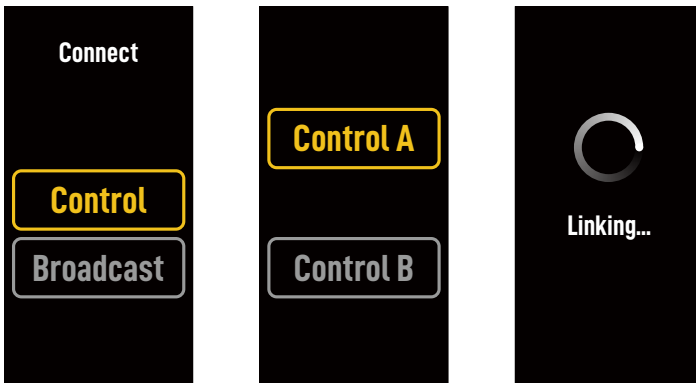 Connect
Control
Broadcast
Control A
Control B
Linking...